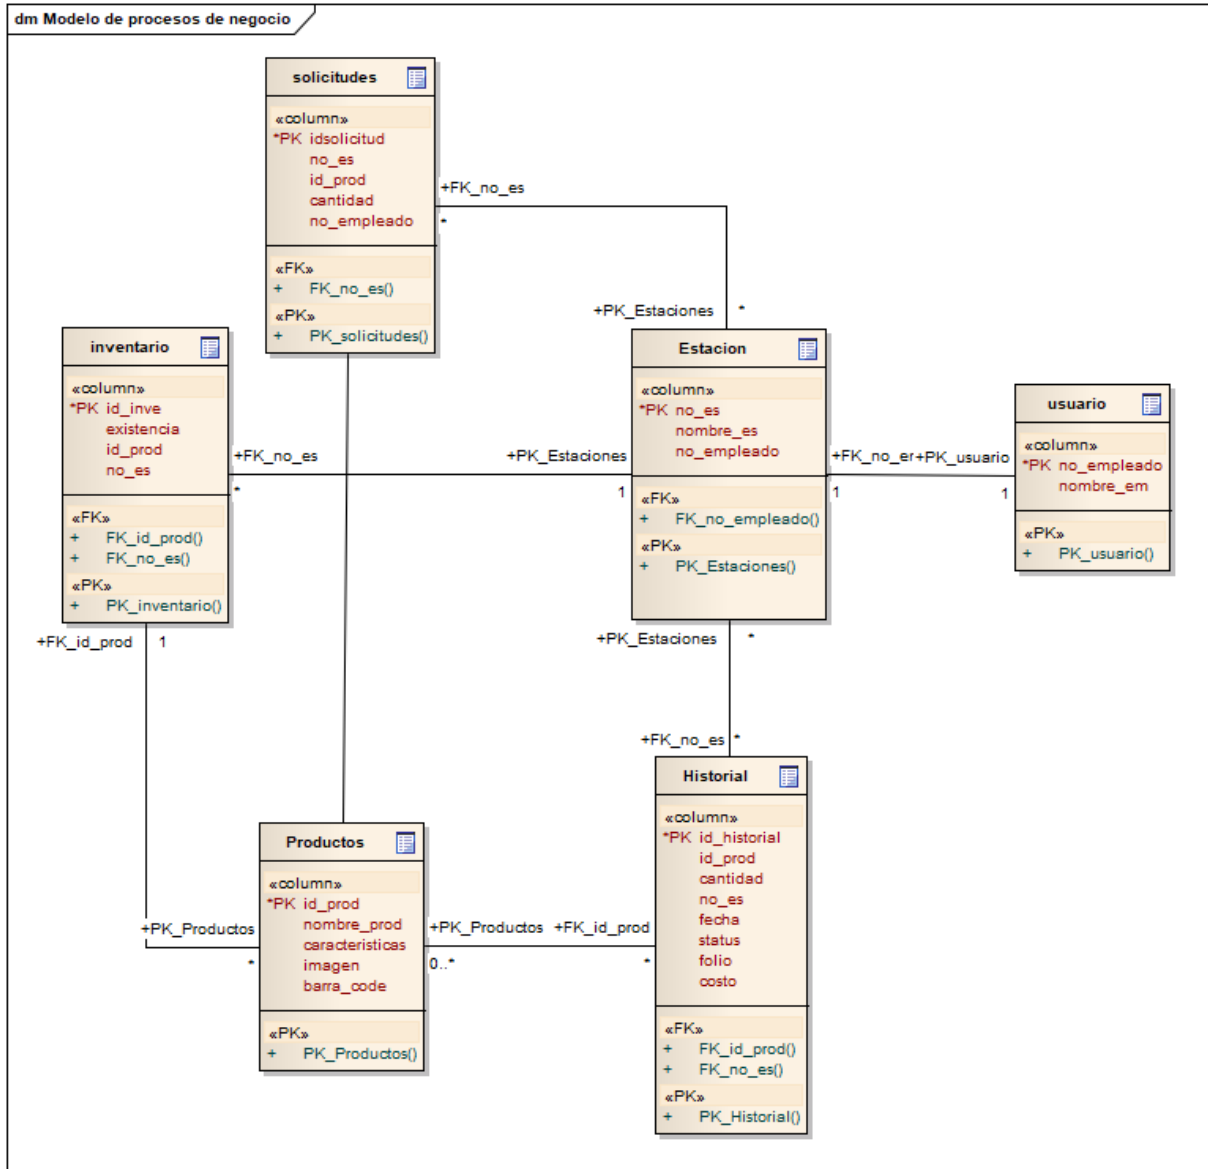 dm Modelo de procesos de negocio
solicitudes
«column»
*PK idsolicitud
no_es
id_prod
cantidad
no_empleado
«FK»
+ FK_no_es()
«PK»
+ PK_solicitudes()
+FK_no_es
*
+PK_Estaciones
*
inventario
«column»
*PK id_inve
existencia
id_prod
no_es
«FK»
+ FK_id_prod()
+ FK_no_es()
«PK»
+ PK_inventario()
+FK_no_es
*
+PK_Estaciones
1
Estacion
«column»
*PK no_es
nombre_es
no_empleado
«FK»
+ FK_no_empleado()
«PK»
+ PK_Estaciones()
+FK_no_er
1
+PK_usuario
1
usuario
«column»
*PK no_empleado
nombre_em
«PK»
+ PK_usuario()
+FK_id_prod
1
+PK_Productos
*
+PK_Estaciones
*
+FK_no_es
*
Productos
«column»
*PK id_prod
nombre_prod
caracteristicas
imagen
barra_code
«PK»
+ PK_Productos()
+PK_Productos
0..*
+FK_id_prod
*
Historial
«column»
*PK id_historial
id_prod
cantidad
no_es
fecha
status
folio
costo
«FK»
+ FK_id_prod()
+ FK_no_es()
«PK»
+ PK_Historial()